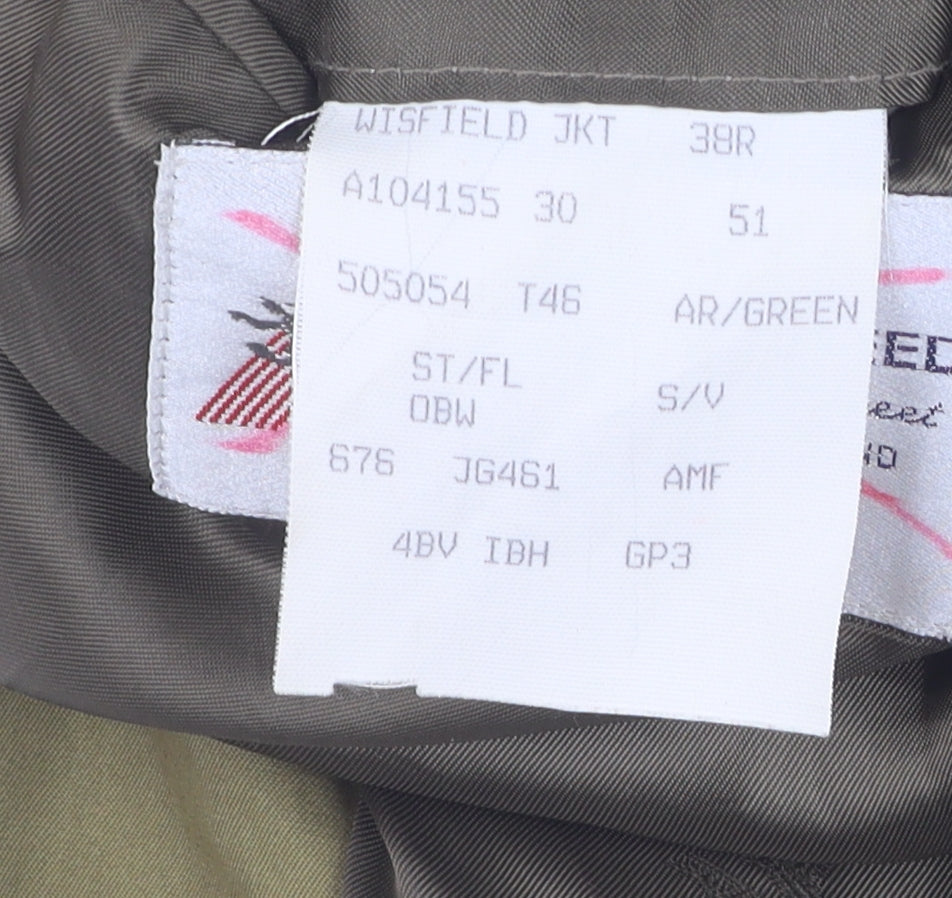 WISFIELD JKT 38R
A104155 30 51
505054 T46 AR/GREEN
ST/FL S/V
OBW
676 JG461 AMF
4BV IBH GP3